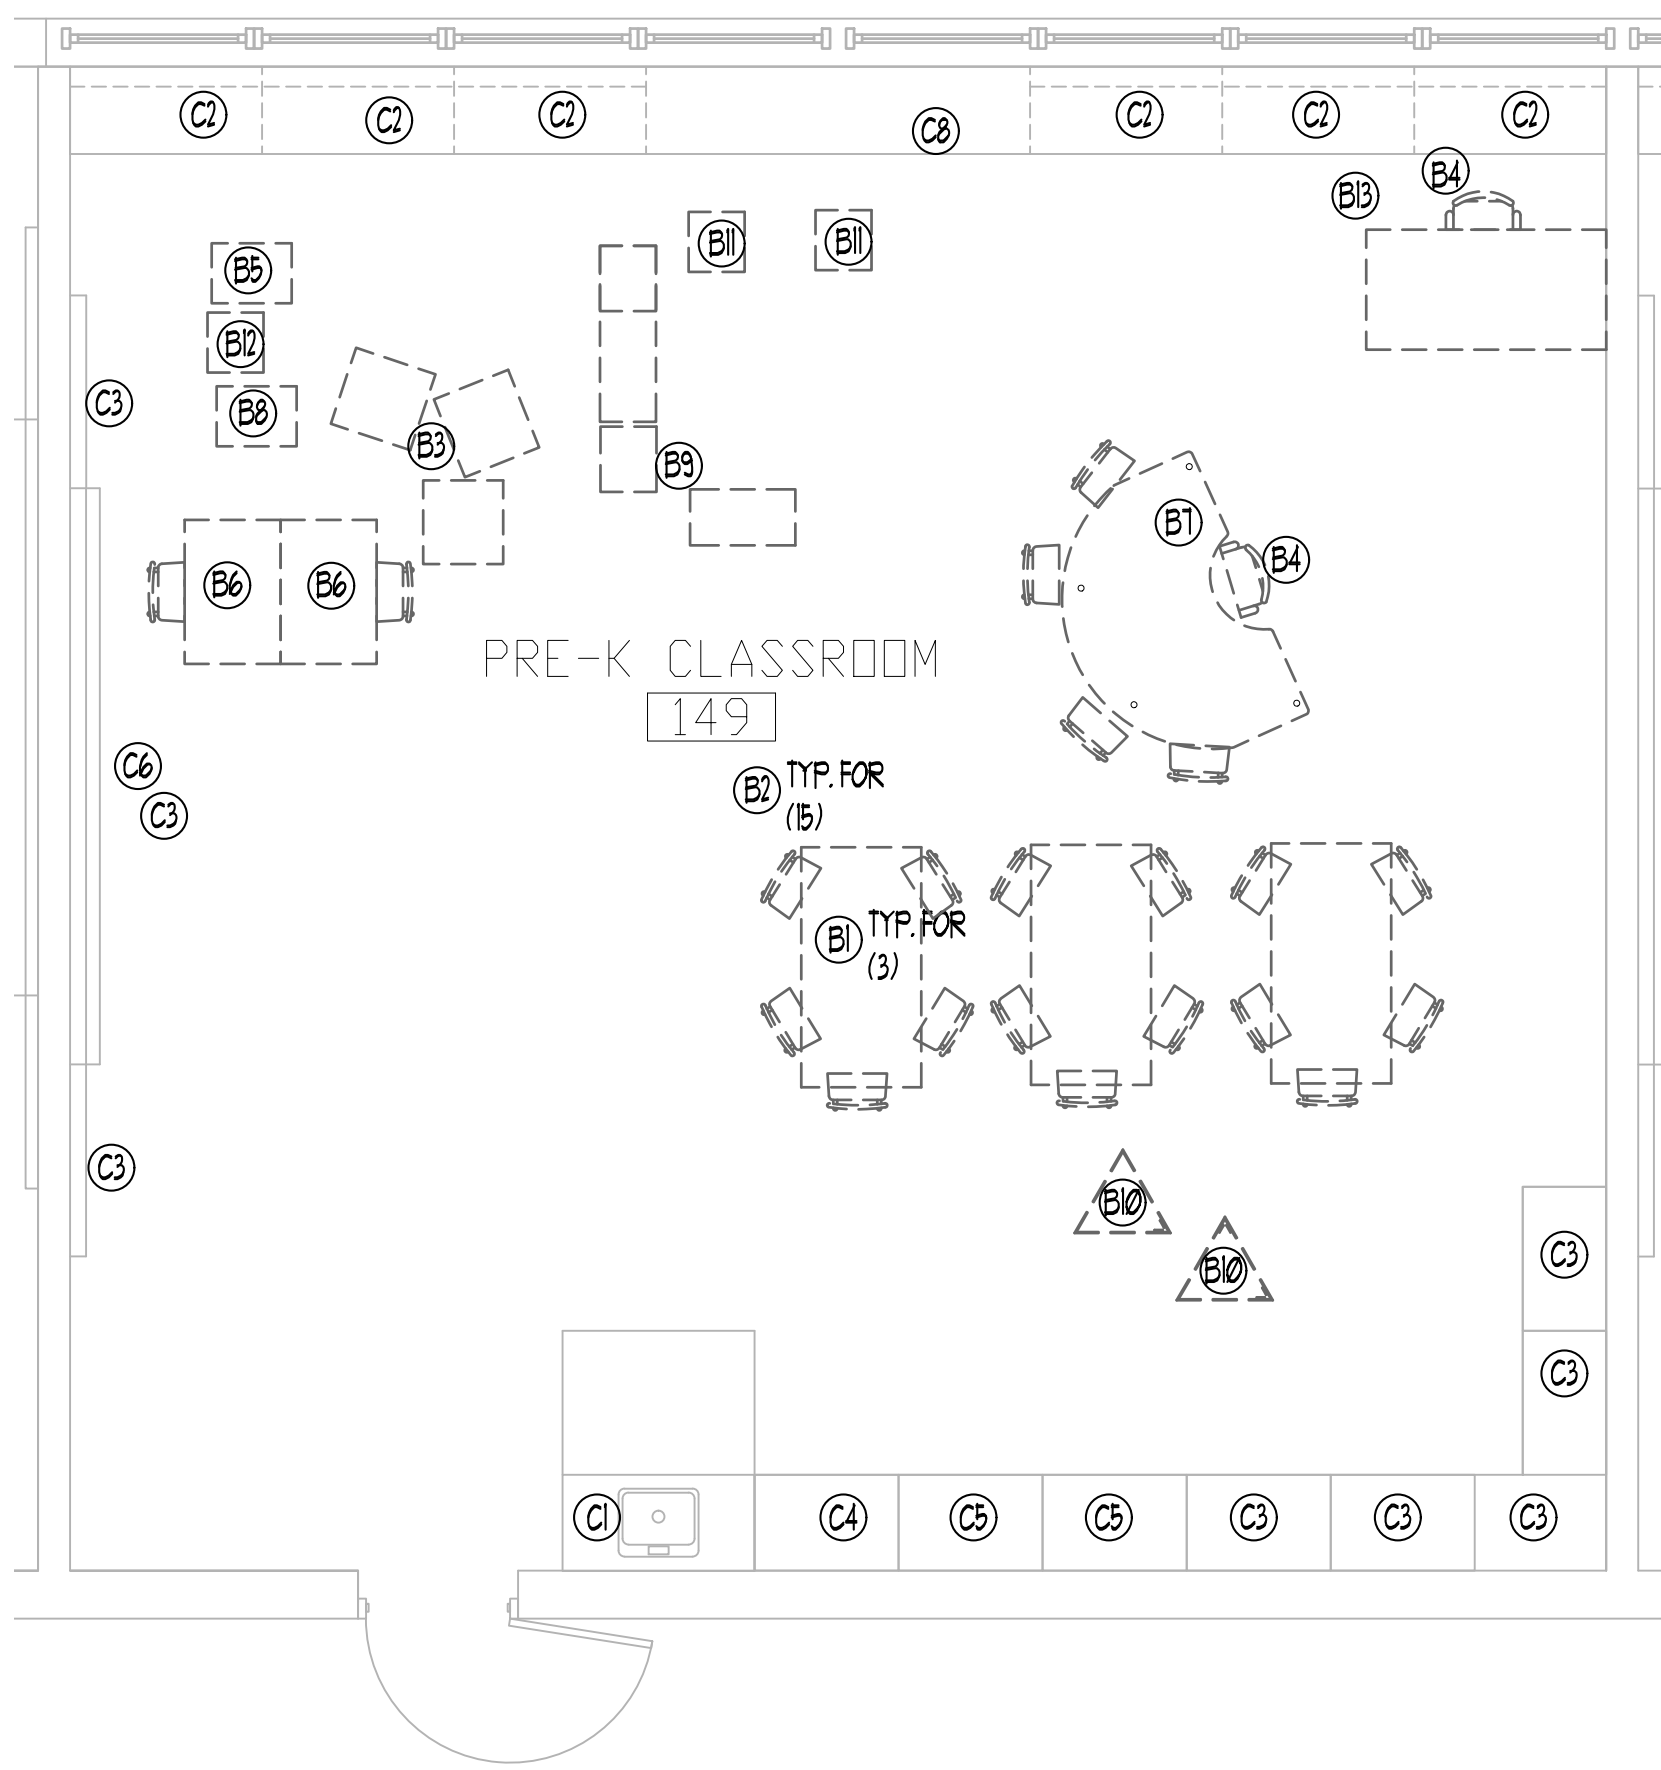 C2 C2 C2 C8 C2 C2 C2
B13 B4
B5 B11 B11
B12
C3 B8 B3 B9
B7
B6 B6 B4
PRE-K CLASSROOM
149
C6
C3
B2 TYP. FOR
(15)
B1 TYP. FOR
(3)
C3
B10
B10
C3
C3
C1 C4 C5 C5 C3 C3 C3